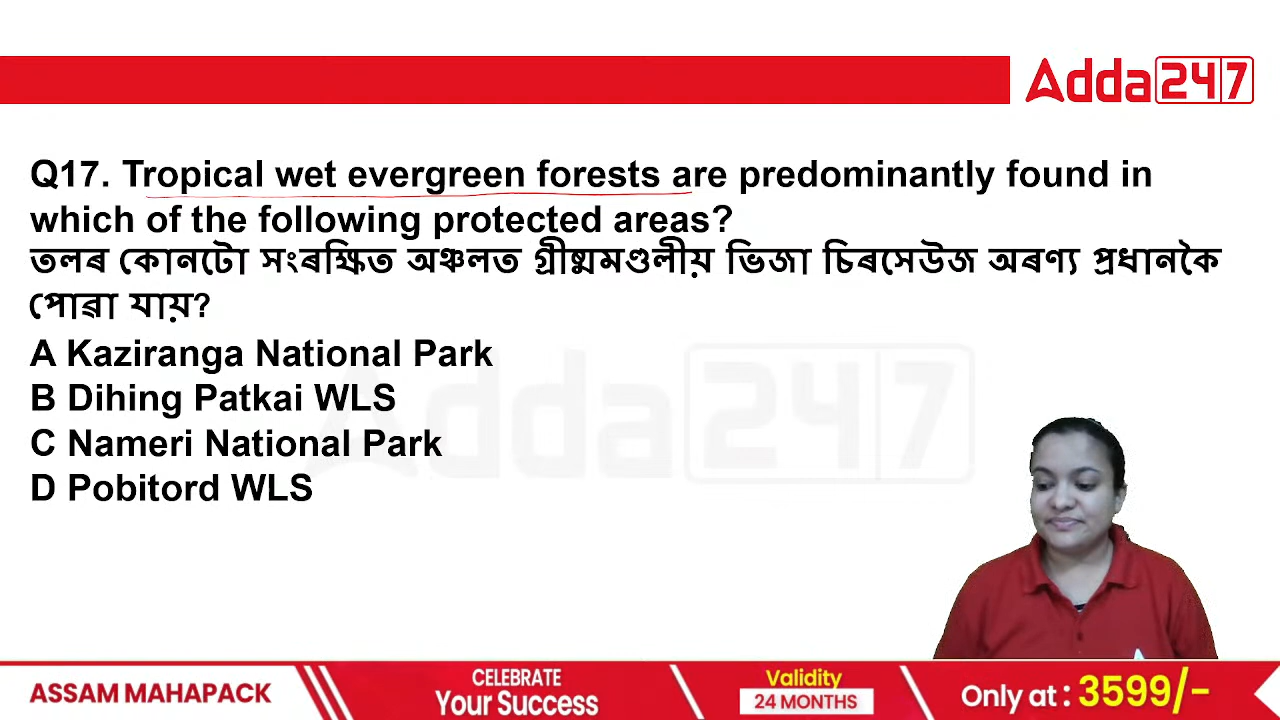 Adda247
Q17. Tropical wet evergreen forests are predominantly found in
which of the following protected areas?
তলৰ কোনটো সংৰক্ষিত অঞ্চলত গ্ৰীষ্মমণ্ডলীয় ভিজা চিৰসেউজ অৰণ্য প্ৰধানকৈ
পোৱা যায়?
A Kaziranga National Park
B Dihing Patkai WLS
C Nameri National Park
D Pobitord WLS
Adda247
ASSAM MAHAPACK
CELEBRATE
Your Success
Validity
24 MONTHS
Only at : 3599/-